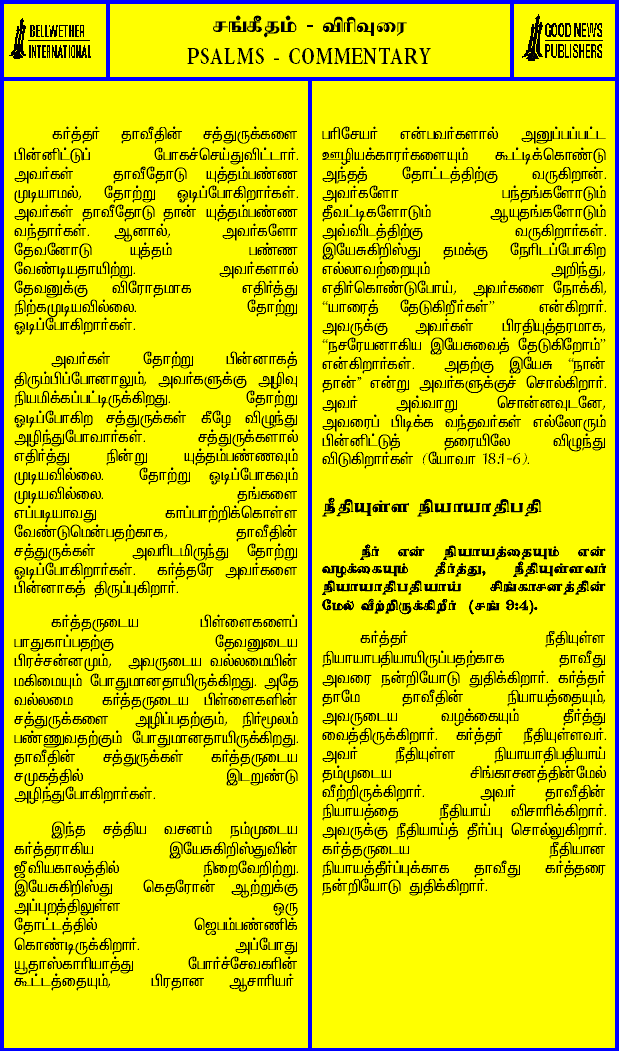 BELLWETHER
INTERNATIONAL
சங்கீதம் - விரிவுரை
PSALMS - COMMENTARY
GOOD NEWS
PUBLISHERS
கர்த்தர் தாவீதின் சத்துருக்களை
பின்னிட்டுப் போகச்செய்துவிட்டார்.
அவர்கள் தாவீதோடு யுத்தம்பண்ண
முடியாமல், தோற்று ஓடிப்போகிறார்கள்.
அவர்கள் தாவீதோடு தான் யுத்தம்பண்ண
வந்தார்கள். ஆனால், அவர்களோ
தேவனோடு யுத்தம் பண்ண
வேண்டியதாயிற்று. அவர்களால்
தேவனுக்கு விரோதமாக எதிர்த்து
நிற்கமுடியவில்லை. தோற்று
ஓடிப்போகிறார்கள்.
அவர்கள் தோற்று பின்னாகத்
திரும்பிப்போனாலும், அவர்களுக்கு அழிவு
நியமிக்கப்பட்டிருக்கிறது. தோற்று
ஓடிப்போகிற சத்துருக்கள் கீழே விழுந்து
அழிந்துபோவார்கள். சத்துருக்களால்
எதிர்த்து நின்று யுத்தம்பண்ணவும்
முடியவில்லை. தோற்று ஓடிப்போகவும்
முடியவில்லை. தங்களை
எப்படியாவது காப்பாற்றிக்கொள்ள
வேண்டுமென்பதற்காக, தாவீதின்
சத்துருக்கள் அவரிடமிருந்து தோற்று
ஓடிப்போகிறார்கள். கர்த்தரே அவர்களை
பின்னாகத் திருப்புகிறார்.
கர்த்தருடைய பிள்ளைகளைப்
பாதுகாப்பதற்கு தேவனுடைய
பிரச்சன்னமும், அவருடைய வல்லமையின்
மகிமையும் போதுமானதாயிருக்கிறது. அதே
வல்லமை கர்த்தருடைய பிள்ளைகளின்
சத்துருக்களை அழிப்பதற்கும், நிர்மூலம்
பண்ணுவதற்கும் போதுமானதாயிருக்கிறது.
தாவீதின் சத்துருக்கள் கர்த்தருடைய
சமுகத்தில் இடறுண்டு
அழிந்துபோகிறார்கள்.
இந்த சத்திய வசனம் நம்முடைய
கர்த்தராகிய இயேசுகிறிஸ்துவின்
ஜீவியகாலத்தில் நிறைவேறிற்று.
இயேசுகிறிஸ்து கெதரோன் ஆற்றுக்கு
அப்புறத்திலுள்ள ஒரு
தோட்டத்தில் ஜெபம்பண்ணிக்
கொண்டிருக்கிறார். அப்போது
யூதாஸ்காரியாத்து போர்ச்சேவகரின்
கூட்டத்தையும், பிரதான ஆசாரியர்
பரிசேயர் என்பவர்களால் அனுப்பப்பட்ட
ஊழியக்காரர்களையும் கூட்டிக்கொண்டு
அந்தத் தோட்டத்திற்கு வருகிறான்.
அவர்களோ பந்தங்களோடும்
தீவட்டிகளோடும் ஆயுதங்களோடும்
அவ்விடத்திற்கு வருகிறார்கள்.
இயேசுகிறிஸ்து தமக்கு நேரிடப்போகிற
எல்லாவற்றையும் அறிந்து,
எதிர்கொண்டுபோய், அவர்களை நோக்கி,
“யாரைத் தேடுகிறீர்கள்” என்கிறார்.
அவருக்கு அவர்கள் பிரதியுத்தரமாக,
“நசரேயனாகிய இயேசுவைத் தேடுகிறோம்”
என்கிறார்கள். அதற்கு இயேசு “நான்
தான்” என்று அவர்களுக்குச் சொல்கிறார்.
அவர் அவ்வாறு சொன்னவுடனே,
அவரைப் பிடிக்க வந்தவர்கள் எல்லோரும்
பின்னிட்டுத் தரையிலே விழுந்து
விடுகிறார்கள் (யோவா 18:1-6).
நீதியுள்ள நியாயாதிபதி
நீர் என் நியாயத்தையும் என்
வழக்கையும் தீர்த்து, நீதியுள்ளவர்
நியாயாதிபதியாய் சிங்காசனத்தின்
மேல் வீற்றிருக்கிறீர் (சங் 9:4).
கர்த்தர் நீதியுள்ள
நியாயாபதியாயிருப்பதற்காக தாவீது
அவரை நன்றியோடு துதிக்கிறார். கர்த்தர்
தாமே தாவீதின் நியாயத்தையும்,
அவருடைய வழக்கையும் தீர்த்து
வைத்திருக்கிறார். கர்த்தர் நீதியுள்ளவர்.
அவர் நீதியுள்ள நியாயாதிபதியாய்
தம்முடைய சிங்காசனத்தின்மேல்
வீற்றிருக்கிறார். அவர் தாவீதின்
நியாயத்தை நீதியாய் விசாரிக்கிறார்.
அவருக்கு நீதியாய்த் தீர்ப்பு சொல்லுகிறார்.
கர்த்தருடைய நீதியான
நியாயத்தீர்ப்புக்காக தாவீது கர்த்தரை
நன்றியோடு துதிக்கிறார்.